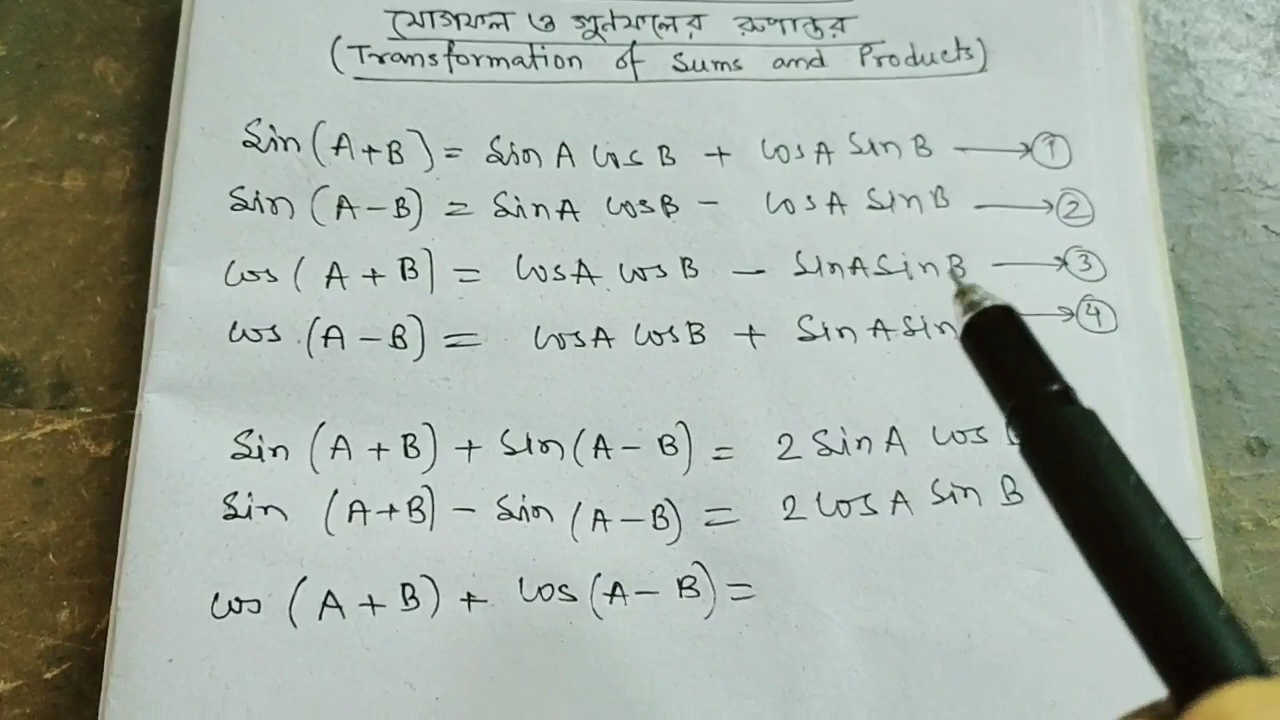 যোগফল ও গুনফলের রূপান্তর
(Transformation of Sums and Products)
Sin(A+B) = Sin A Cos B + Cos A Sin B → ①
Sin (A-B) = Sin A Cos B - Cos A Sin B → ②
Cos (A + B) = Cos A. Cos B - Sin A Sin B → ③
Cos (A - B) = Cos A Cos B + Sin A Sin → ④
Sin (A + B) + Sin (A - B) = 2 Sin A Cos
Sin (A+B) - Sin (A-B) = 2 Cos A Sin B
Cos (A + B) + Cos (A - B) =